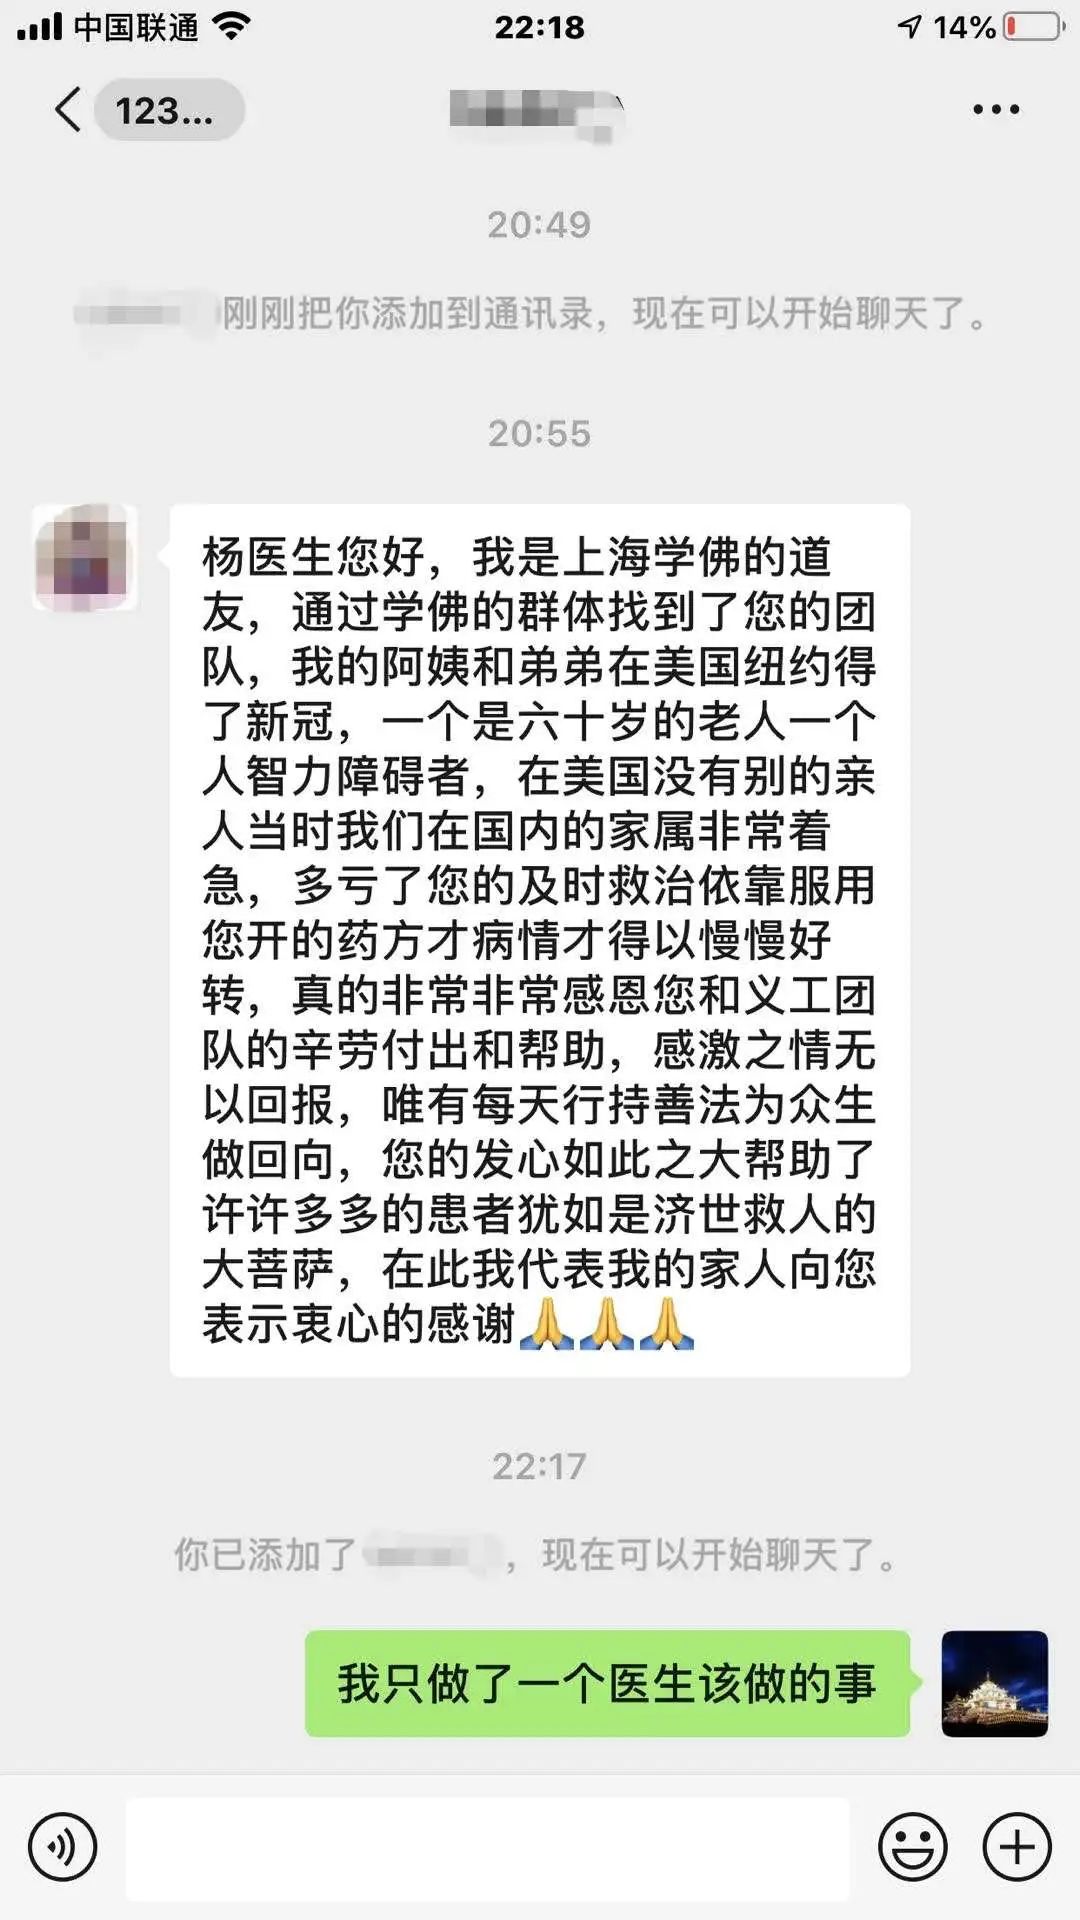 中国联通
22:18
14%
123...
20:49
刚刚把你添加到通讯录，现在可以开始聊天了。
20:55
杨医生您好，我是上海学佛的道
友，通过学佛的群体找到了您的团
队，我的阿姨和弟弟在美国纽约得
了新冠，一个是六十岁的老人一个
人智力障碍者，在美国没有别的亲
人当时我们在国内的家属非常着
急，多亏了您的及时救治依靠服用
您开的药方才病情才得以慢慢好
转，真的非常非常感恩您和义工团
队的辛劳付出和帮助，感激之情无
以回报，唯有每天行持善法为众生
做回向，您的发心如此之大帮助了
许许多多的患者犹如是济世救人的
大菩萨，在此我代表我的家人向您
表示衷心的感谢🙏🙏🙏
22:17
你已添加了 ，现在可以开始聊天了。
我只做了一个医生该做的事